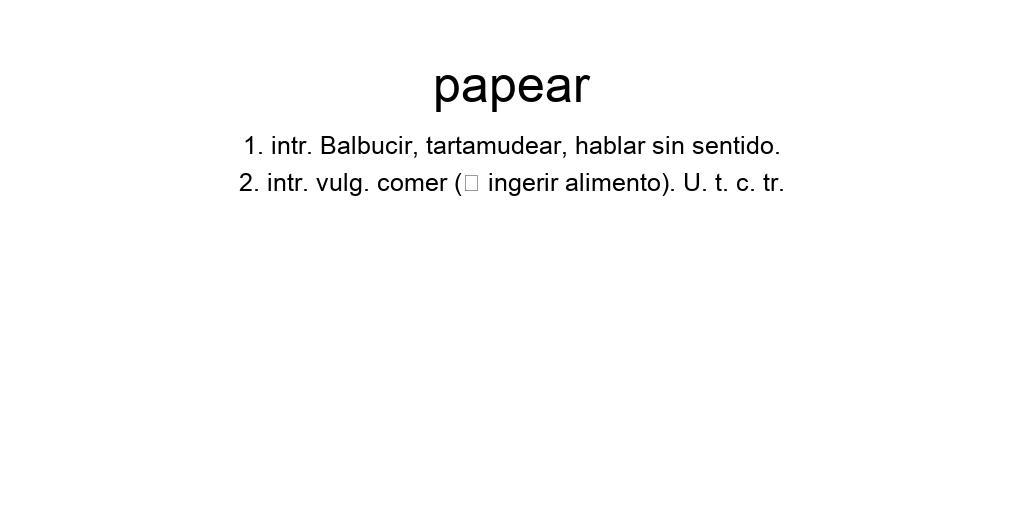 papear
1. intr. Balbucir, tartamudear, hablar sin sentido.
2. intr. vulg. comer (▯ ingerir alimento). U. t. c. tr.